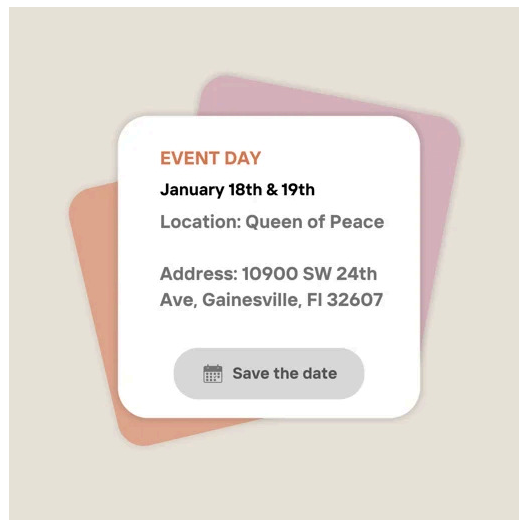 EVENT DAY
January 18th & 19th
Location: Queen of Peace
Address: 10900 SW 24th
Ave, Gainesville, Fl 32607
Save the date